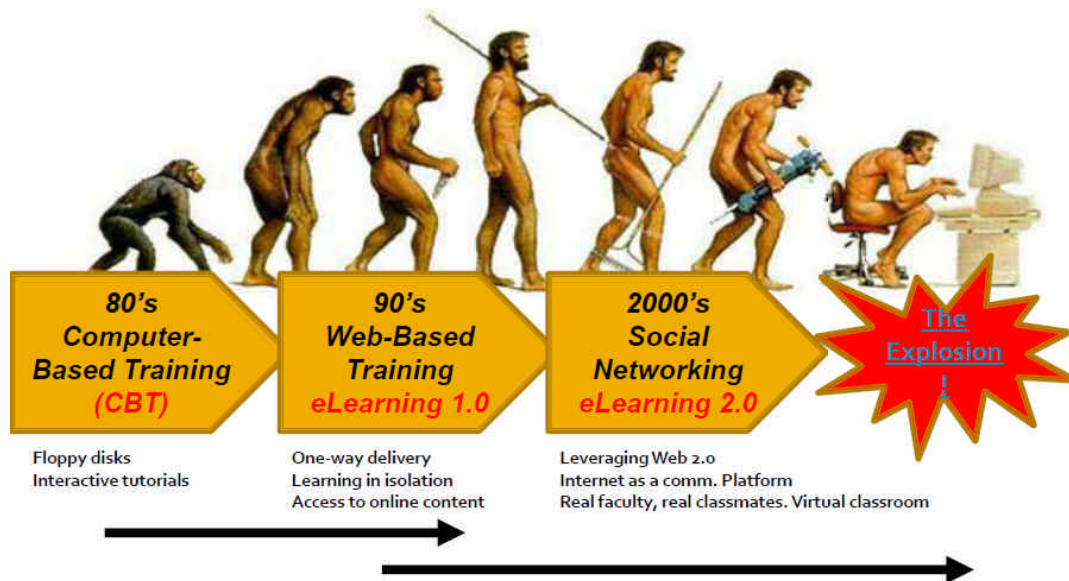 80's
Computer-
Based Training
(CBT)
90's
Web-Based
Training
eLearning 1.0
2000's
Social
Networking
eLearning 2.0
The
Explosion
!
Floppy disks
Interactive tutorials
One-way delivery
Learning in isolation
Access to online content
Leveraging Web 2.0
Internet as a comm. Platform
Real faculty, real classmates. Virtual classroom